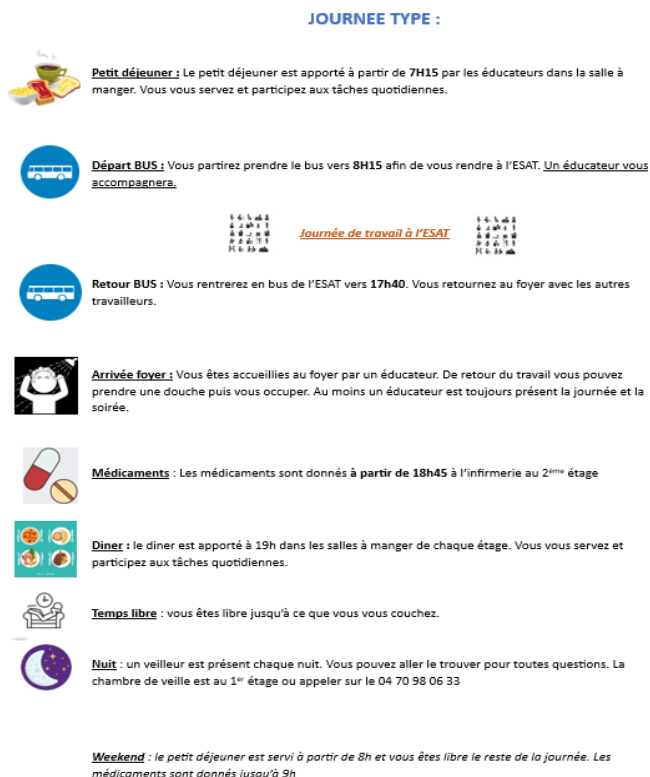 JOURNEE TYPE :
Petit déjeuner : Le petit déjeuner est apporté à partir de 7H15 par les éducateurs dans la salle à
manger. Vous vous servez et participez aux tâches quotidiennes.
Départ BUS : Vous partirez prendre le bus vers 8H15 afin de vous rendre à l'ESAT. Un éducateur vous
accompagnera.
Journée de travail à l'ESAT
Retour BUS : Vous rentrerez en bus de l'ESAT vers 17h40. Vous retournez au foyer avec les autres
travailleurs.
Arrivée foyer : Vous êtes accueillies au foyer par un éducateur. De retour du travail vous pouvez
prendre une douche puis vous occuper. Au moins un éducateur est toujours présent la journée et la
soirée.
Médicaments : Les médicaments sont donnés à partir de 18h45 à l'infirmerie au 2ème étage
Diner : le diner est apporté à 19h dans les salles à manger de chaque étage. Vous vous servez et
participez aux tâches quotidiennes.
Temps libre : vous êtes libre jusqu'à ce que vous vous couchez.
Nuit : un veilleur est présent chaque nuit. Vous pouvez aller le trouver pour toutes questions. La
chambre de veille est au 1er étage ou appeler sur le 04 70 98 06 33
Weekend : le petit déjeuner est servi à partir de 8h et vous êtes libre le reste de la journée. Les
médicaments sont donnés jusqu'à 9h